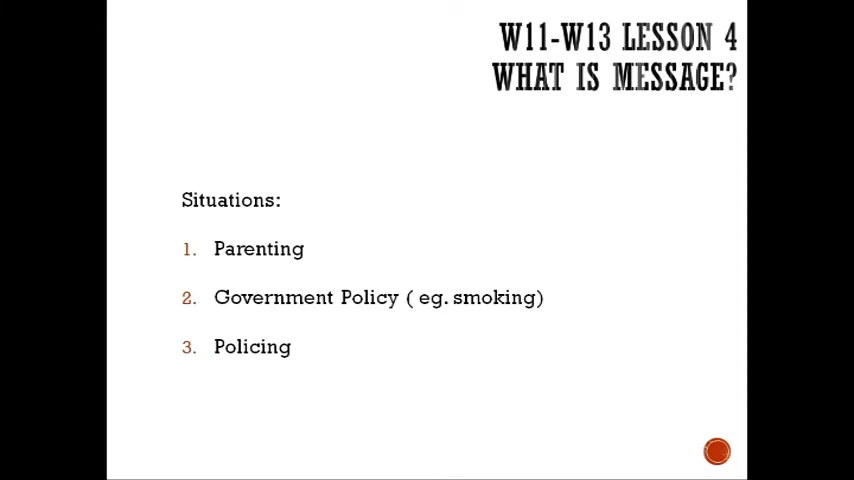 W11-W13 LESSON 4
WHAT IS MESSAGE?
Situations:
1. Parenting
2. Government Policy ( eg. smoking)
3. Policing